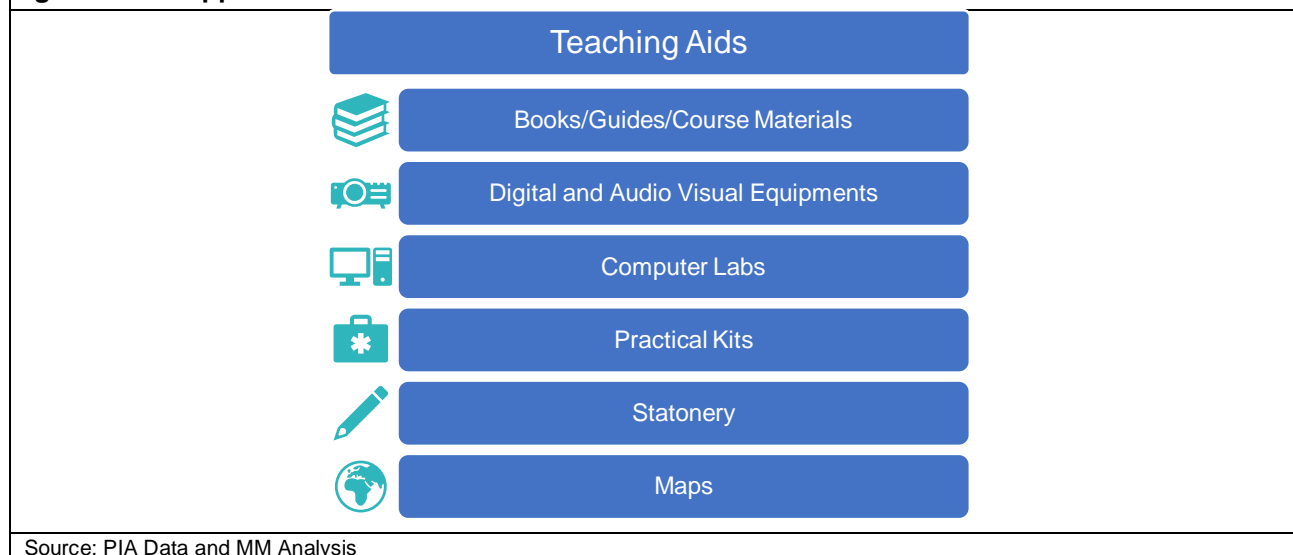 Teaching Aids
Books/Guides/Course Materials
Digital and Audio Visual Equipments
Computer Labs
Practical Kits
Statonery
Maps
Source: PIA Data and MM Analysis